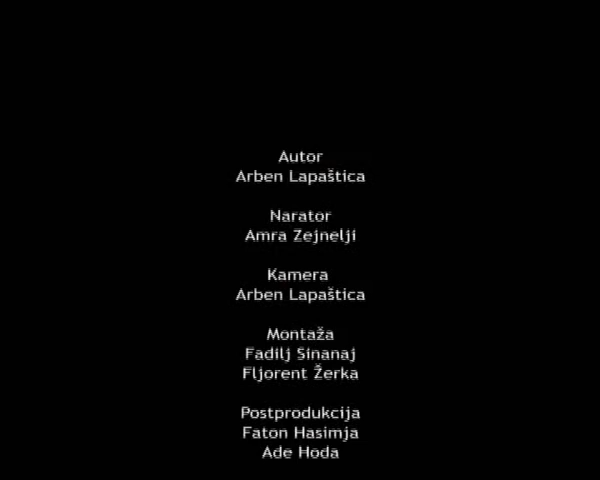 Autor
Arben Lapaštica
Narator
Amra Zejnelji
Kamera
Arben Lapaštica
Montaža
Fadilj Sinanaj
Fljorent Žerka
Postprodukcija
Faton Hasimja
Ade Hoda